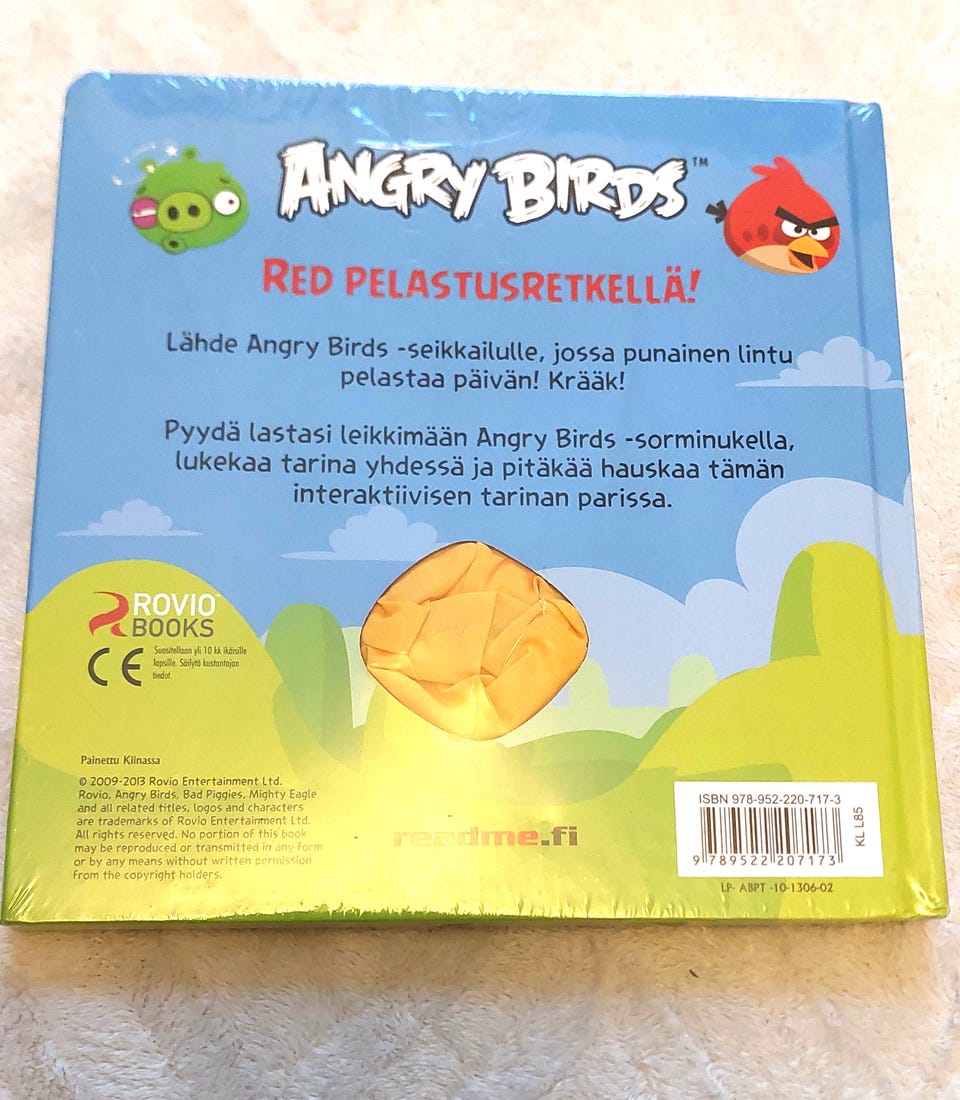 ANGRY BIRDS™
RED PELASTUSRETKELLÄ!
Lähde Angry Birds -seikkailulle, jossa punainen lintu
pelastaa päivän! Krääk!
Pyydä lastasi leikkimään Angry Birds -sorminukella,
lukekaa tarina yhdessä ja pitäkää hauskaa tämän
interaktiivisen tarinan parissa.
ROVIO™
BOOKS
CE
Suositellaan yli 10 kk ikäisille
lapsille. Säilytä kustantajan
tiedot.
Painettu Kiinassa
© 2009-2013 Rovio Entertainment Ltd.
Rovio, Angry Birds, Bad Piggies, Mighty Eagle
and all related titles, logos and characters
are trademarks of Rovio Entertainment Ltd.
All rights reserved. No portion of this book
may be reproduced or transmitted in any form
or by any means without written permission
from the copyright holders.
readme.fi
ISBN 978-952-220-717-3
9 789522 207173
KL L85
LP- ABPT -10-1306-02